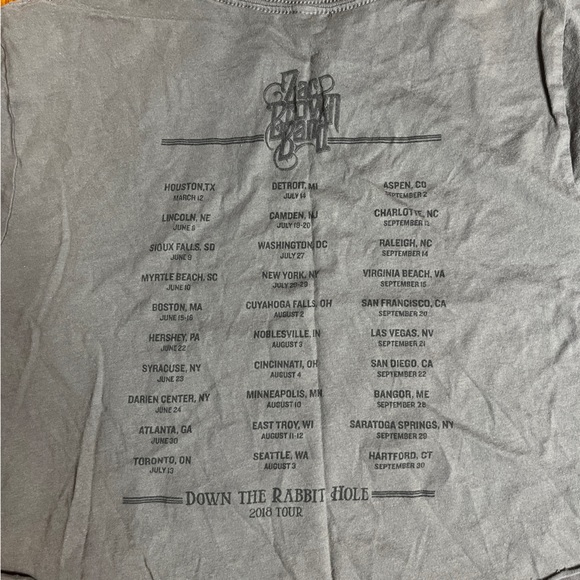 Zac
Brown
Band
HOUSTON,TX
MARCH 12
LINCOLN, NE
JUNE 8
SIOUX FALLS, SD
JUNE 9
MYRTLE BEACH, SC
JUNE 10
BOSTON, MA
JUNE 15-16
HERSHEY, PA
JUNE 22
SYRACUSE, NY
JUNE 23
DARIEN CENTER, NY
JUNE 24
ATLANTA, GA
JUNE 30
TORONTO, ON
JULY 13
DETROIT, MI
JULY 14
CAMDEN, NJ
JULY 19-20
WASHINGTON, DC
JULY 27
NEW YORK, NY
JULY 28-29
CUYAHOGA FALLS, OH
AUGUST 2
NOBLESVILLE, IN
AUGUST 3
CINCINNATI, OH
AUGUST 4
MINNEAPOLIS, MN
AUGUST 10
EAST TROY, WI
AUGUST 11-12
SEATTLE, WA
AUGUST 3
ASPEN, CO
SEPTEMBER 2
CHARLOTTE, NC
SEPTEMBER
RALEIGH, NC
SEPTEMBER 14
VIRGINIA BEACH, VA
SEPTEMBER 15
SAN FRANCISCO, CA
SEPTEMBER 20
LAS VEGAS, NV
SEPTEMBER 21
SAN DIEGO, CA
SEPTEMBER 22
BANGOR, ME
SEPTEMBER 28
SARATOGA SPRINGS, NY
SEPTEMBER 29
HARTFORD, CT
SEPTEMBER 30
DOWN THE RABBIT HOLE
2018 TOUR